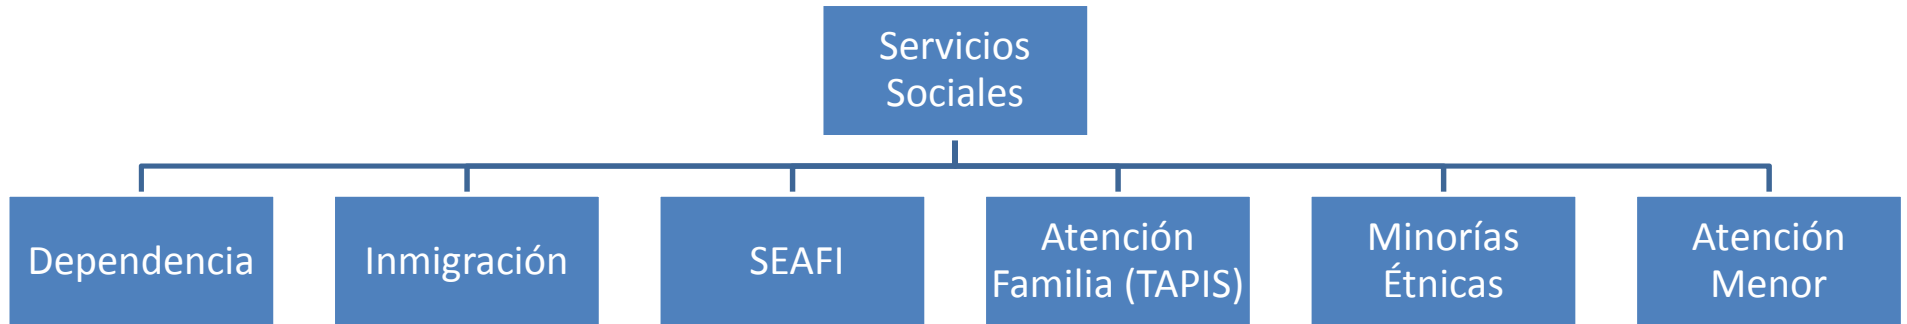 Servicios
Sociales
Dependencia
Inmigración
SEAFI
Atención
Familia (TAPIS)
Minorías
Étnicas
Atención
Menor